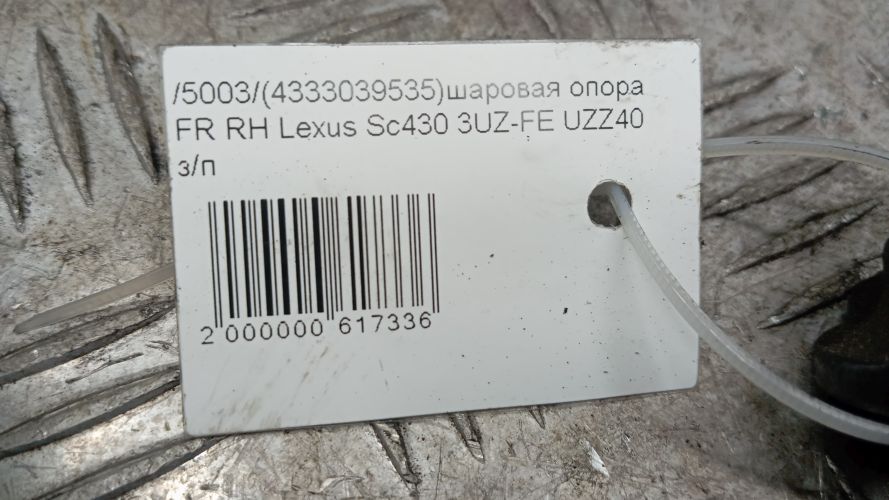 /5003/(4333039535)шаровая опора
FR RH Lexus Sc430 3UZ-FE UZZ40
з/п
2 000000 617336